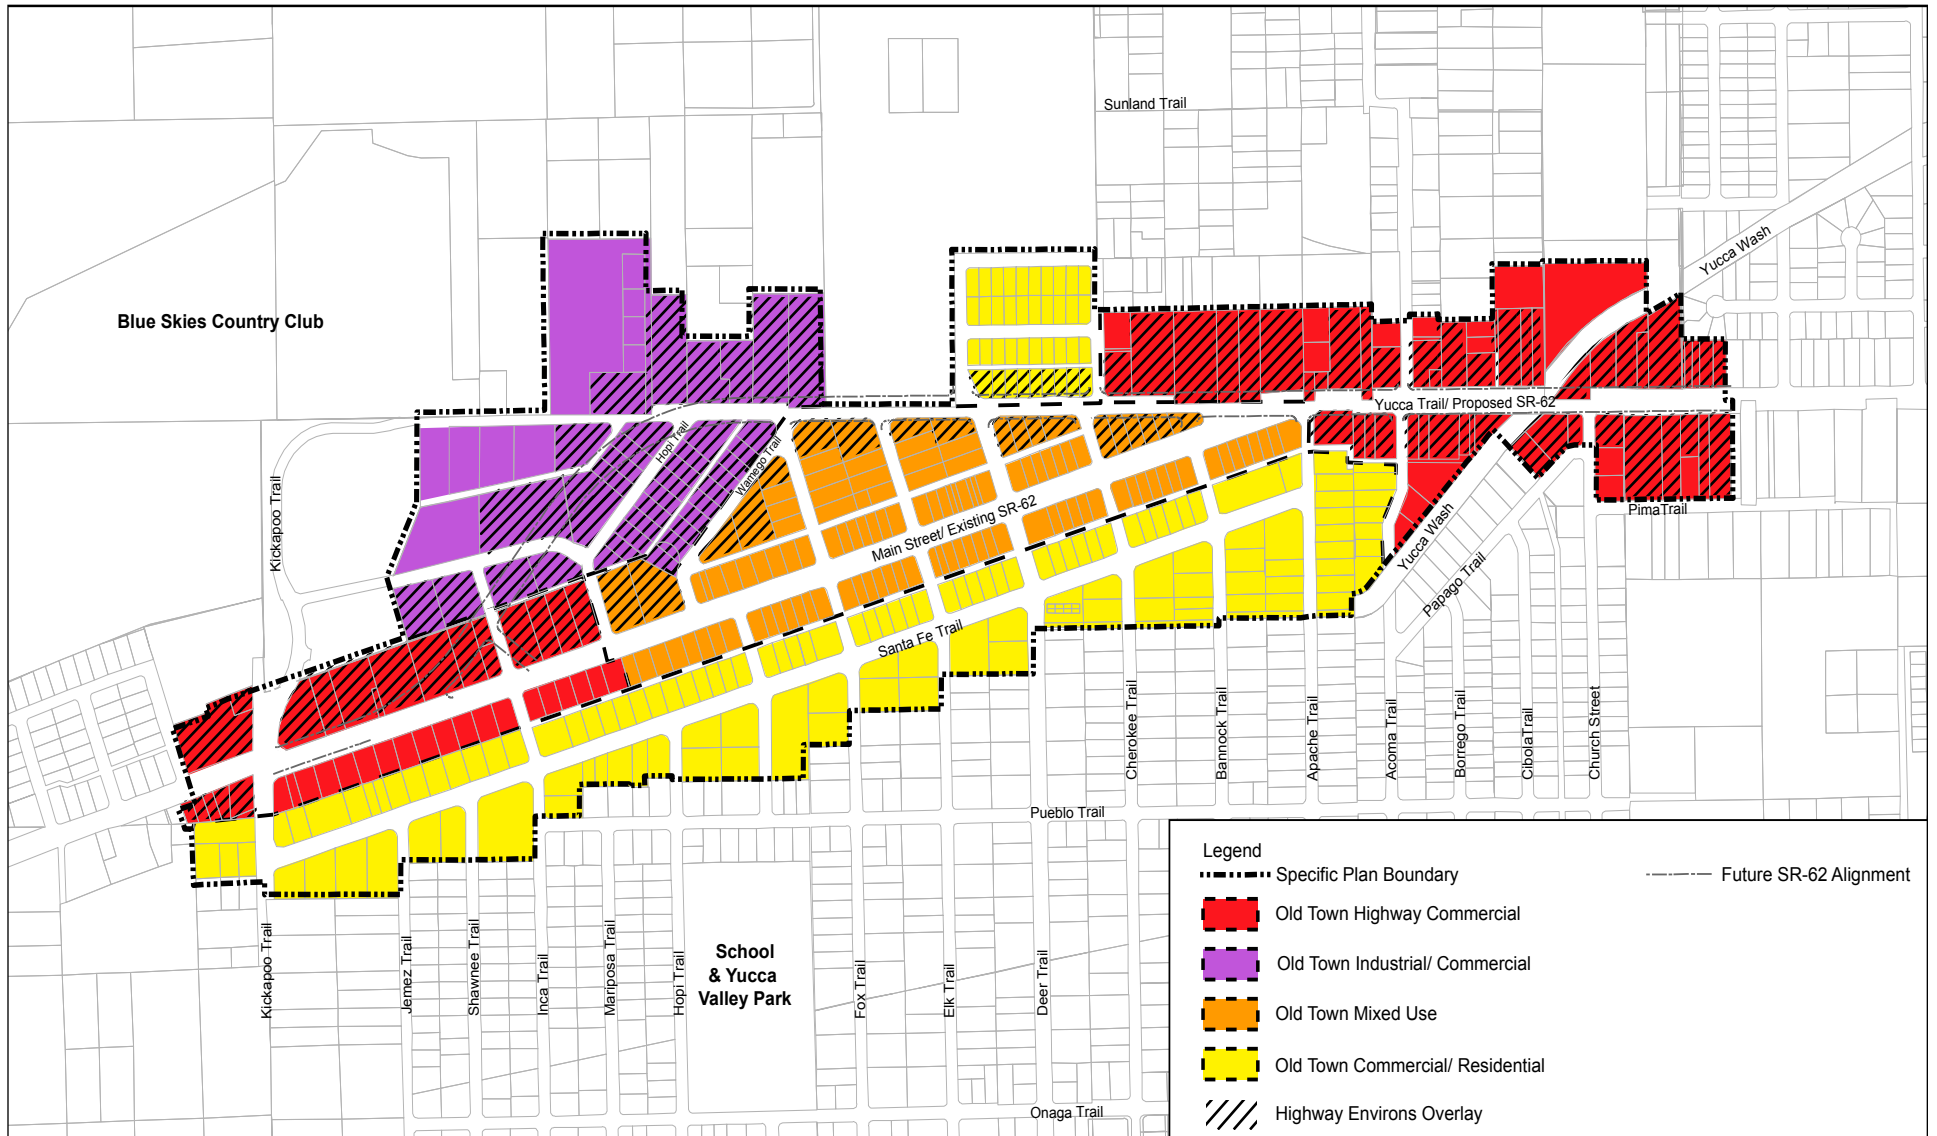 Sunland Trail
Yucca Wash
Blue Skies Country Club
Yucca Trail/ Proposed SR-62
Hopi Trail
Wamego Trail
Kickapoo Trail
Main Street/ Existing SR-62
PimaTrail
Yucca Wash
Papago Trail
Santa Fe Trail
Cherokee Trail
Bannock Trail
Apache Trail
Acoma Trail
Borrego Trail
CibolaTrail
Church Street
Pueblo Trail
Kickapoo Trail
Jemez Trail
Shawnee Trail
Inca Trail
Mariposa Trail
Hopi Trail
School
& Yucca
Valley Park
Fox Trail
Elk Trail
Deer Trail
Onaga Trail
Legend
Specific Plan Boundary
Future SR-62 Alignment
Old Town Highway Commercial
Old Town Industrial/ Commercial
Old Town Mixed Use
Old Town Commercial/ Residential
Highway Environs Overlay